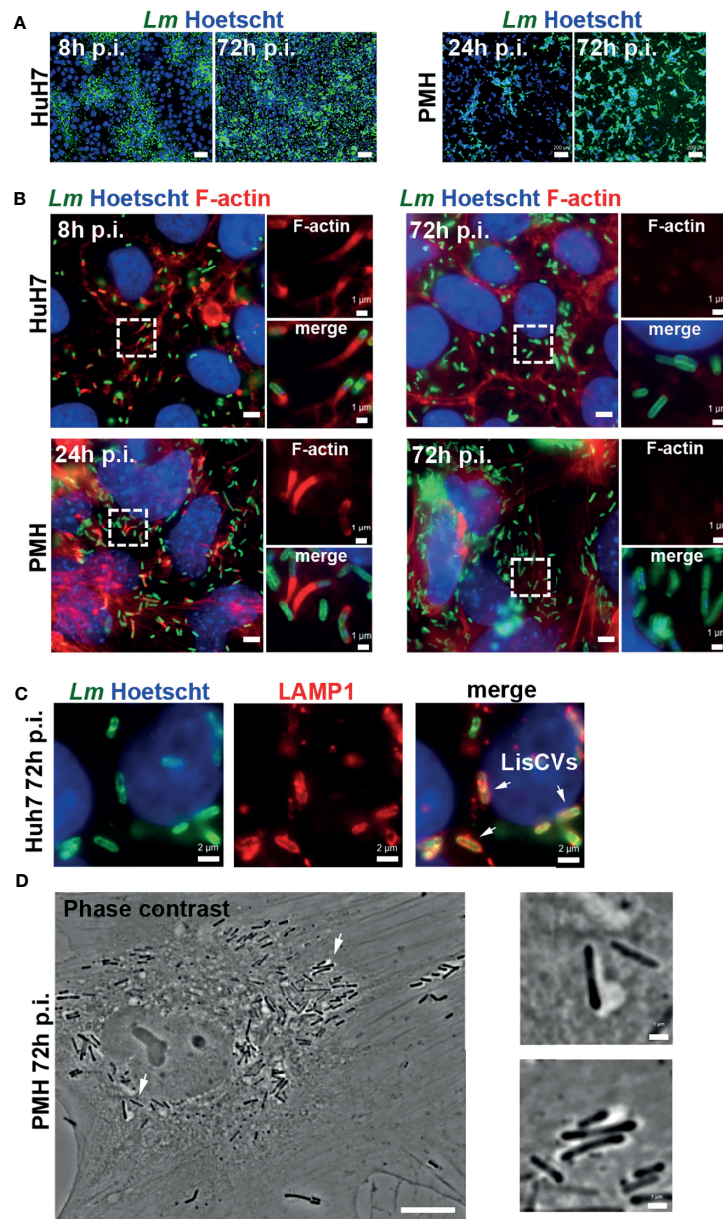 A
Lm Hoetscht
Lm Hoetscht
HuH7
8h p.i.
72h p.i.
PMH
24h p.i.
200 µm
72h p.i.
200 µm
B
Lm Hoetscht F-actin
Lm Hoetscht F-actin
HuH7
8h p.i.
F-actin
1 µm
merge
1 µm
72h p.i.
F-actin
1 µm
merge
1 µm
PMH
24h p.i.
F-actin
1 µm
merge
1 µm
72h p.i.
F-actin
1 µm
merge
1 µm
C
Lm Hoetscht
LAMP1
merge
Huh7 72h p.i.
2 µm
2 µm
LisCVs
2 µm
D
PMH 72h p.i.
Phase contrast
1 µm
1 µm